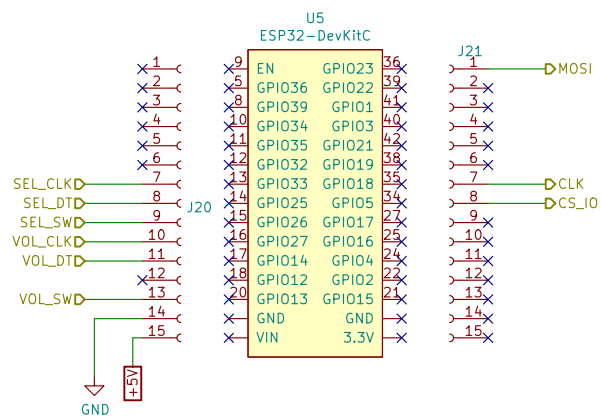 U5
ESP32-DevKitC
J21
1 9 EN GPIO23 36 1 MOSI
2 5 GPIO36 GPIO22 39 2
3 8 GPIO39 GPIO1 41 3
4 10 GPIO34 GPIO3 40 4
5 11 GPIO35 GPIO21 42 5
6 12 GPIO32 GPIO19 38 6
SEL_CLK 7 13 GPIO33 GPIO18 35 7 CLK
SEL_DT 8 14 GPIO25 GPIO5 34 8 CS_IO
J20
SEL_SW 9 15 GPIO26 GPIO17 27 9
VOL_CLK 10 16 GPIO27 GPIO16 25 10
VOL_DT 11 17 GPIO14 GPIO4 24 11
12 18 GPIO12 GPIO2 22 12
VOL_SW 13 20 GPIO13 GPIO15 21 13
14 GND GND 14
15 VIN 3.3V 15
+5V
GND